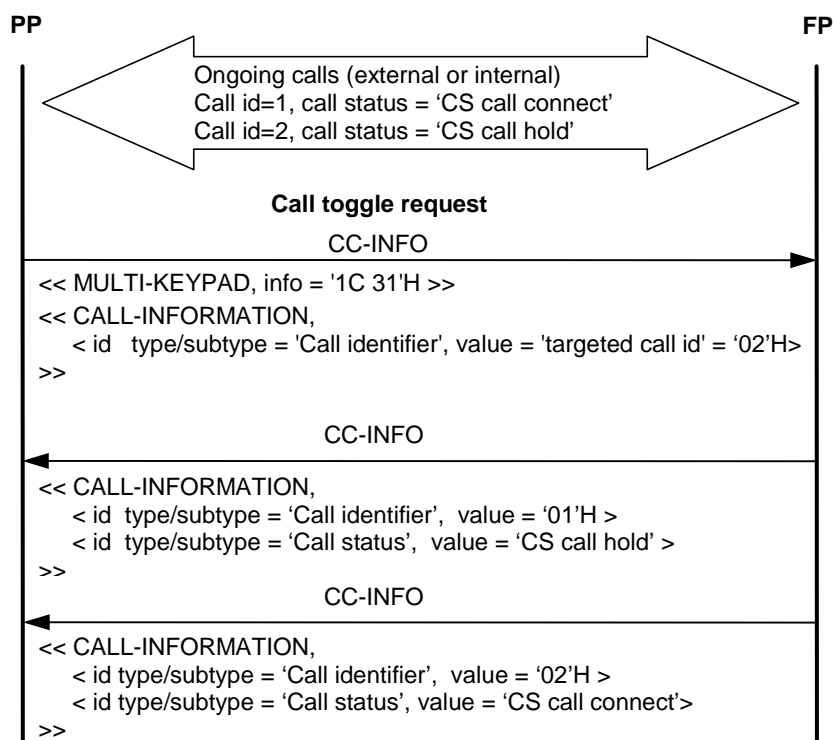 PP
FP
Ongoing calls (external or internal)
Call id=1, call status = ‘CS call connect’
Call id=2, call status = ‘CS call hold’
Call toggle request
CC-INFO
<< MULTI-KEYPAD, info = '1C 31'H >>
<< CALL-INFORMATION,
< id type/subtype = 'Call identifier', value = 'targeted call id' = ‘02’H>
>>
CC-INFO
<< CALL-INFORMATION,
< id type/subtype = ‘Call identifier’, value = ‘01’H >
< id type/subtype = ‘Call status’, value = ‘CS call hold’ >
>>
CC-INFO
<< CALL-INFORMATION,
< id type/subtype = ‘Call identifier’, value = ‘02’H >
< id type/subtype = ‘Call status’, value = ‘CS call connect’>
>>